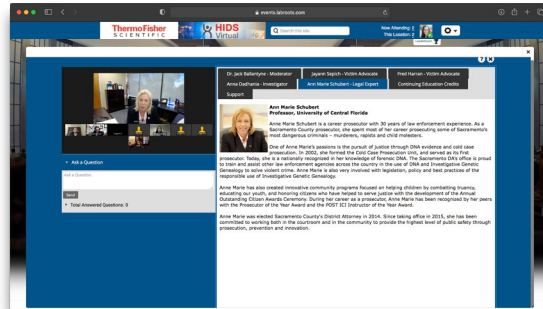 events.labroots.com
ThermoFisher
SCIENTIFIC
HIDS
Virtual
Search this site
Now Attending: 2
This Location: 2
Dr. Jack Ballantyne - Moderator
Jayann Sepich - Victim Advocate
Fred Harran - Victim Advocate
Anna Dadhania - Investigator
Ann Marie Schubert - Legal Expert
Continuing Education Credits
Support
Ann Marie Schubert
Professor, University of Central Florida
Anne Marie Schubert is a career prosecutor with 30 years of law enforcement experience. As a
Sacramento County prosecutor, she spent most of her career prosecuting some of Sacramento's
most dangerous criminals – murderers, rapists and child molesters.
One of Anne Marie's passions is the pursuit of justice through DNA evidence and cold case
prosecution. In 2002, she formed the Cold Case Prosecution Unit, and served as its first
prosecutor. Today, she is a nationally recognized in her knowledge of forensic DNA. The Sacramento DA's office is proud
to train and assist other law enforcement agencies across the country in the use of DNA and Investigative Genetic
Genealogy to solve violent crime. Anne Marie is also very involved with legislation, policy and best practices of the
responsible use of Investigative Genetic Genealogy.
Anne Marie has also created innovative community programs focused on helping children by combatting truancy,
educating our youth, and honoring citizens who have helped to serve justice with the development of the Annual
Outstanding Citizen Awards Ceremony. During her career as a prosecutor, Anne Marie has been recognized by her peers
with the Prosecutor of the Year Award and the POST ICI Instructor of the Year Award.
Anne Marie was elected Sacramento County's District Attorney in 2014. Since taking office in 2015, she has been
committed to working both in the courtroom and in the community to provide the highest level of public safety through
prosecution, prevention and innovation.
Ask a Question
Ask a Question
Send
Total Answered Questions: 0